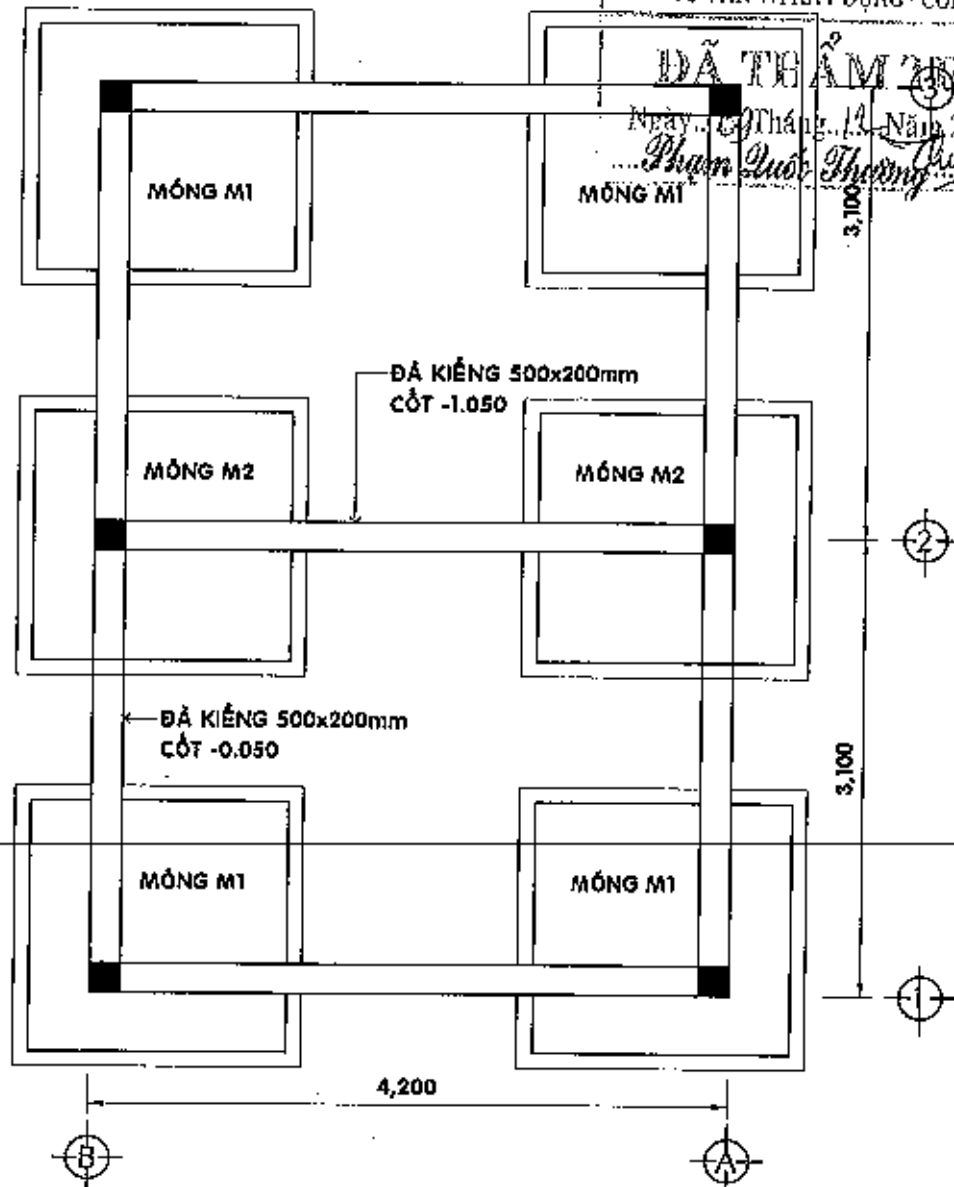 ĐÃ THẨM
3
Ngày
Tháng
Năm
Phạm Quốc Thường
MÓNG M1
MÓNG M1
3,100
ĐÀ KIỀNG 500x200mm
CỐT -1.050
MÓNG M2
MÓNG M2
2
ĐÀ KIỀNG 500x200mm
CỐT -0.050
3,100
MÓNG M1
MÓNG M1
1
4,200
B
A